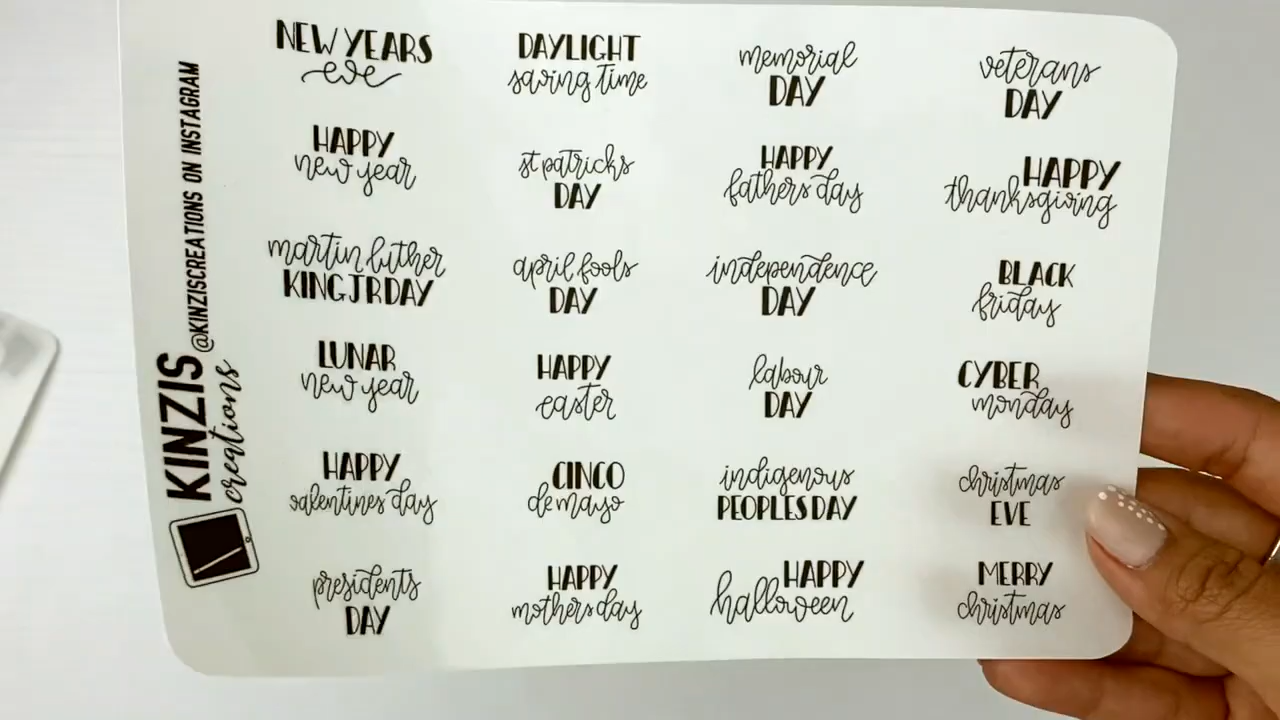 NEW YEARS
eve
HAPPY
new year
martin luther
KING JR DAY
LUNAR
new year
HAPPY
valentines day
presidents
DAY
DAYLIGHT
saving time
st patricks
DAY
april fools
DAY
HAPPY
easter
CINCO
de mayo
HAPPY
mothers day
memorial
DAY
HAPPY
fathers day
independence
DAY
labour
DAY
indigenous
PEOPLES DAY
HAPPY
halloween
veterans
DAY
HAPPY
thanksgiving
BLACK
friday
CYBER
monday
christmas
EVE
MERRY
christmas
KINZIS
creations
@KINZISCREATIONS ON INSTAGRAM